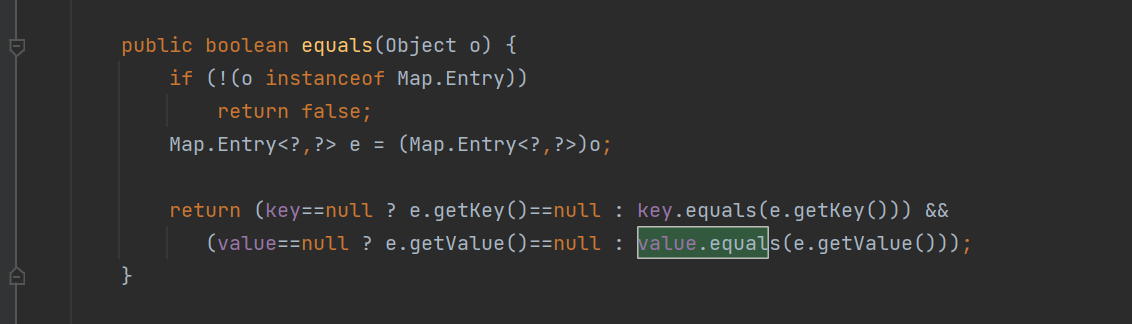 public boolean equals(Object o) {
if (!(o instanceof Map.Entry))
return false;
Map.Entry<?,?> e = (Map.Entry<?,?>)o;
return (key==null ? e.getKey()==null : key.equals(e.getKey())) &&
(value==null ? e.getValue()==null : value.equals(e.getValue()));
}